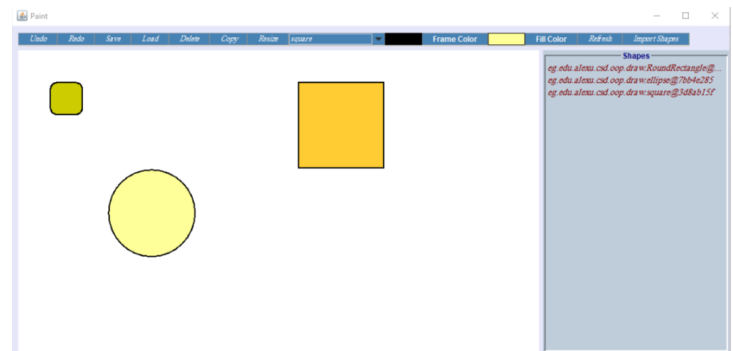 Paint
Undo Redo Save Load Delete Copy Resize square Frame Color Fill Color Refresh Import Shapes
Shapes
eg.edu.alexu.csd.oop.draw.RoundRectangle@...
eg.edu.alexu.csd.oop.draw.ellipse@7bb4e285
eg.edu.alexu.csd.oop.draw.square@3d8ab15f